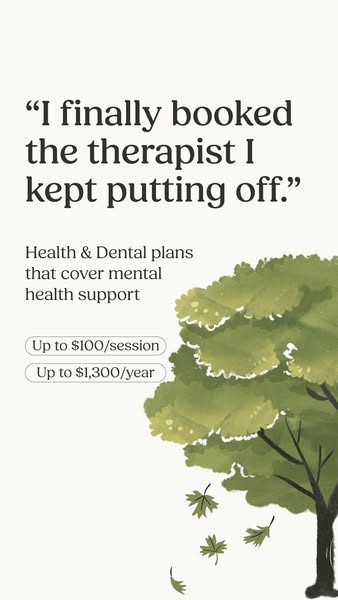 “I finally booked
the therapist I
kept putting off.”
Health & Dental plans
that cover mental
health support
Up to $100/session
Up to $1,300/year